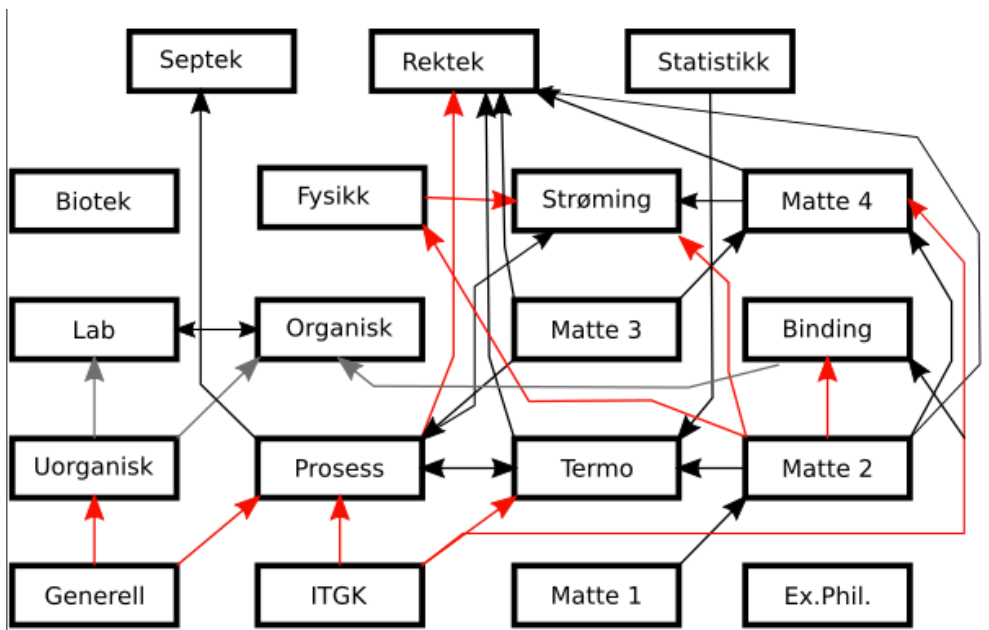 Septek
Rektek
Statistikk
Biotek
Fysikk
Strøming
Matte 4
Lab
Organisk
Matte 3
Binding
Uorganisk
Prosess
Termo
Matte 2
Generell
ITGK
Matte 1
Ex.Phil.